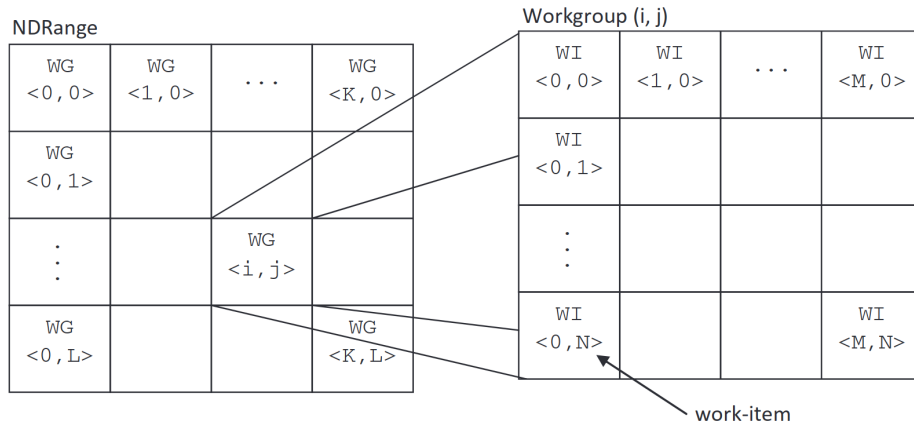 NDRange
WG WG WG
<0,0> <1,0> ... <K,0>
WG
<0,1>
WG
⋮ <i,j>
WG WG
<0,L> <K,L>
Workgroup (i, j)
WI WI WI
<0,0> <1,0> ... <M,0>
WI
<0,1>
⋮
WI WI
<0,N> <M,N>
work-item